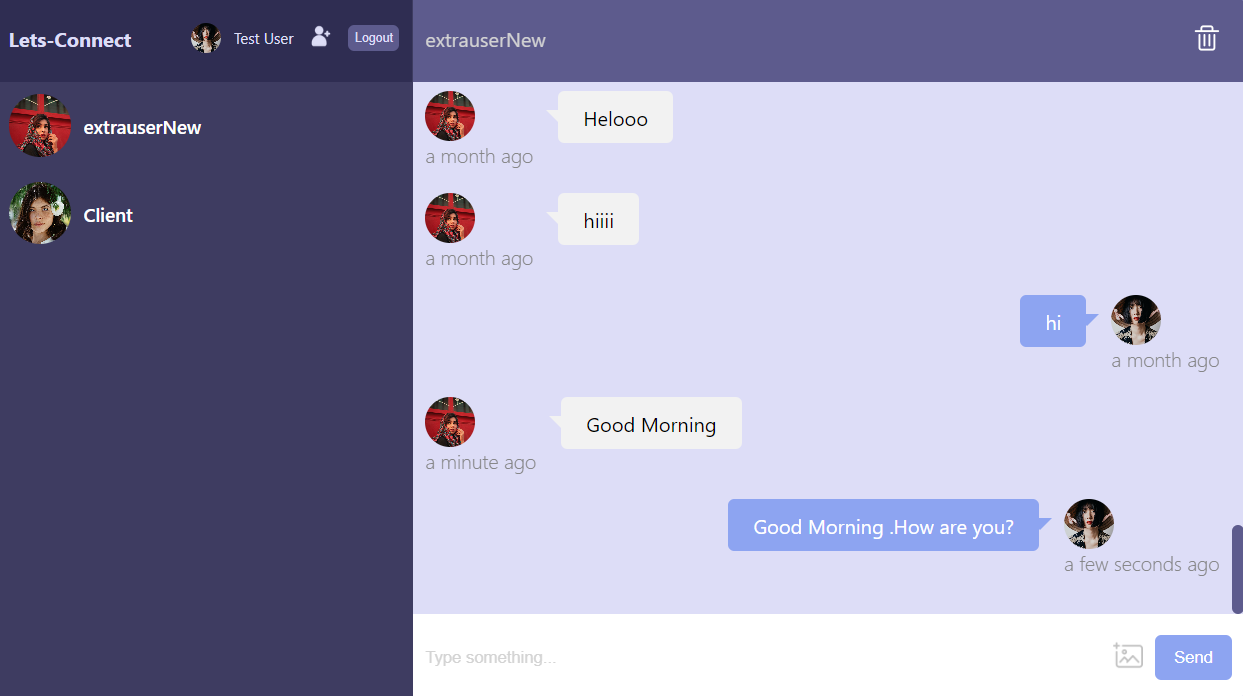 Lets-Connect
Test User
Logout
extrauserNew
Client
extrauserNew
Helooo
a month ago
hiiii
a month ago
hi
a month ago
Good Morning
a minute ago
Good Morning .How are you?
a few seconds ago
Type something...
Send